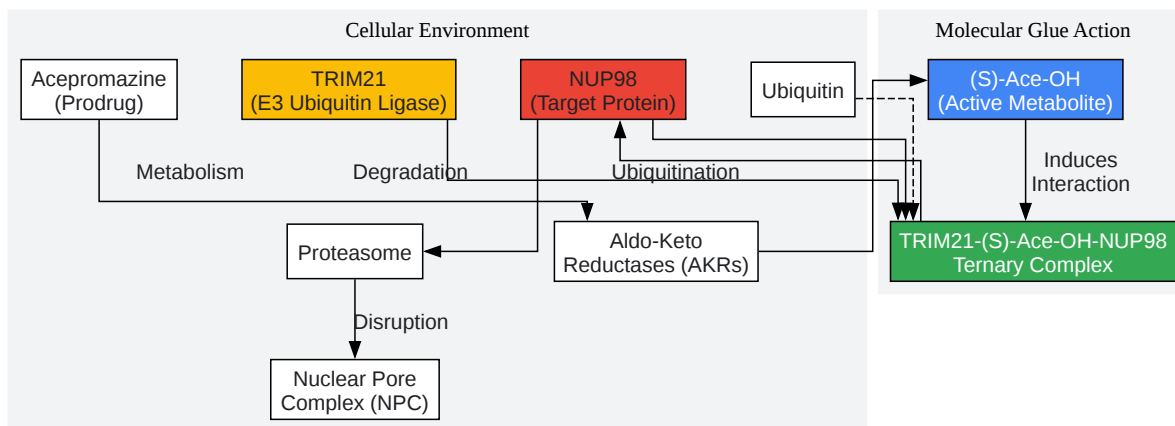 Cellular Environment
Molecular Glue Action
Acepromazine
(Prodrug)
TRIM21
(E3 Ubiquitin Ligase)
NUP98
(Target Protein)
Ubiquitin
(S)-Ace-OH
(Active Metabolite)
Metabolism
Degradation
Ubiquitination
Induces
Interaction
Proteasome
Aldo-Keto
Reductases (AKRs)
TRIM21-(S)-Ace-OH-NUP98
Ternary Complex
Disruption
Nuclear Pore
Complex (NPC)